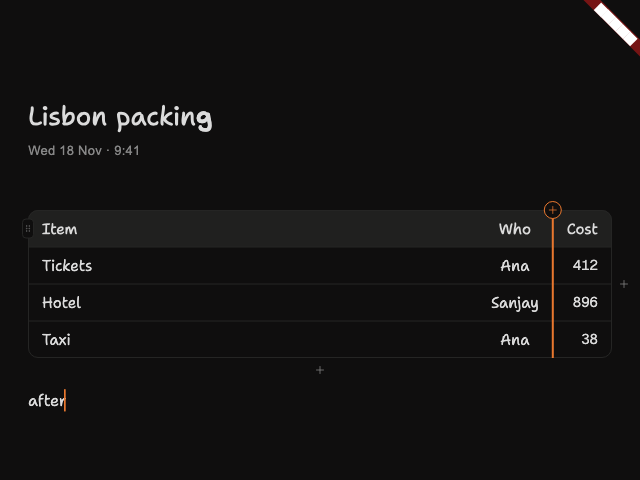 Lisbon packing
Wed 18 Nov · 9:41
Item Who Cost
Tickets Ana 412
Hotel Sanjay 896
Taxi Ana 38
after